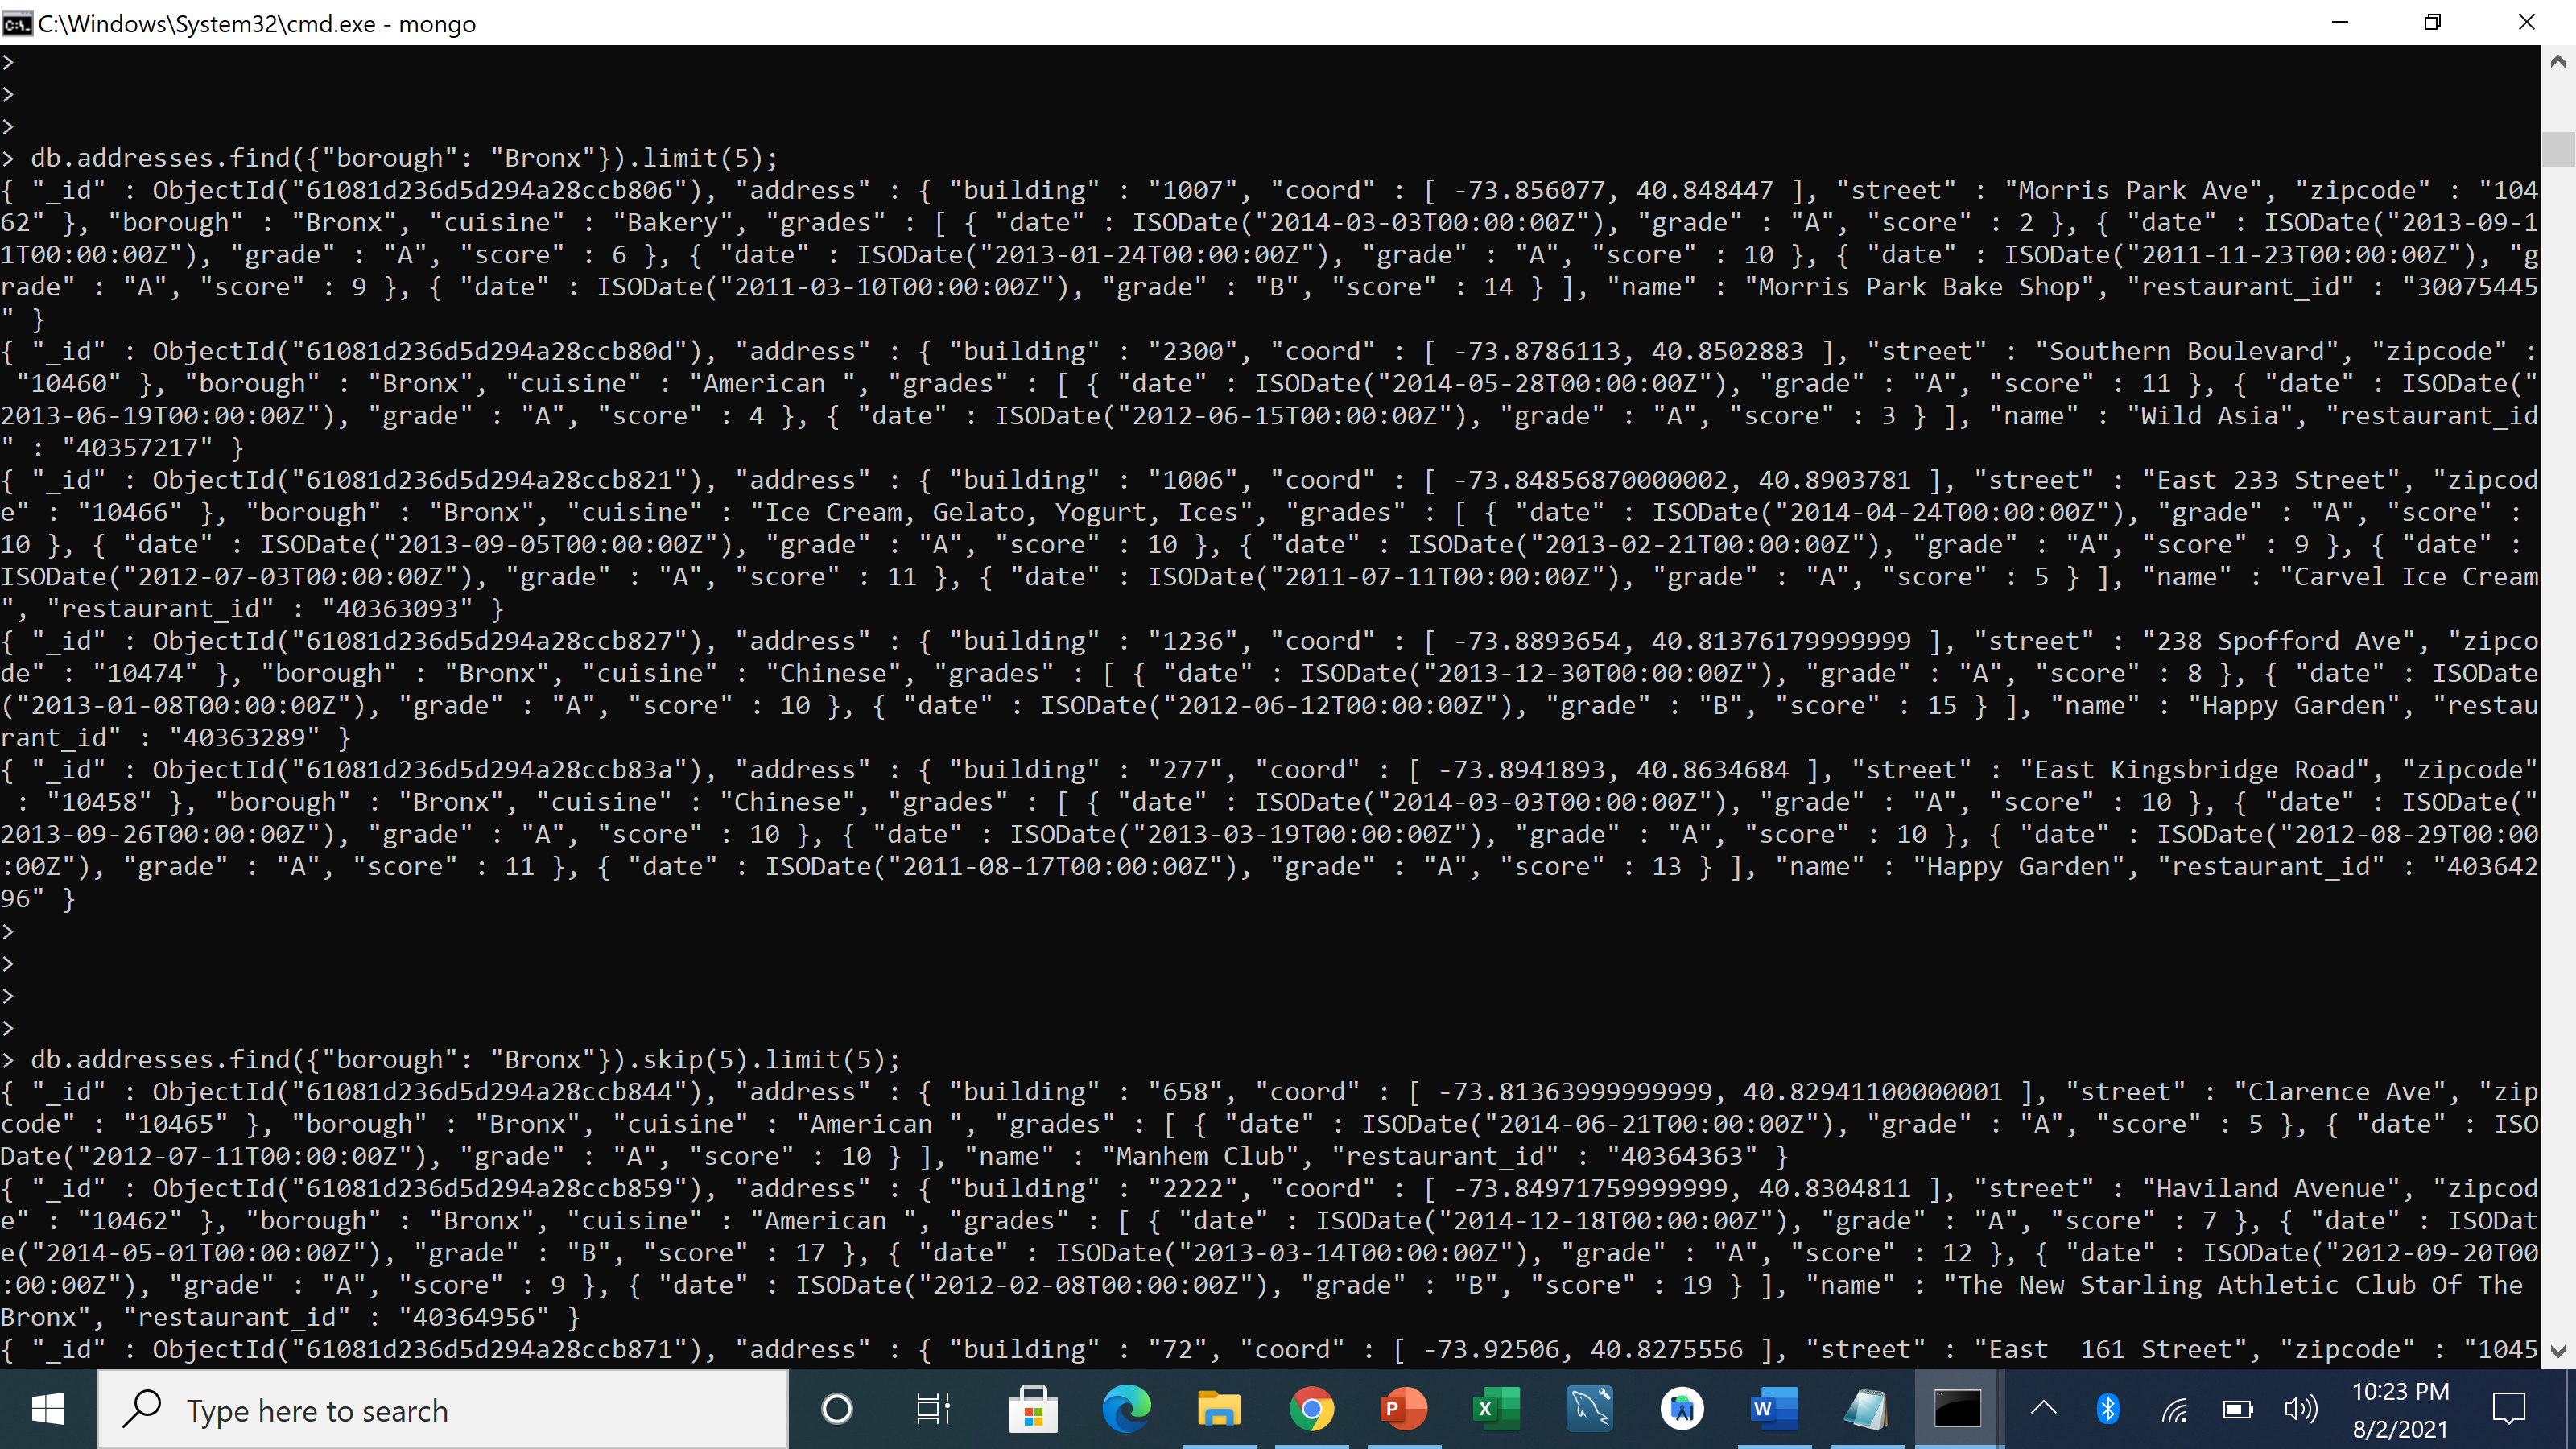 C:\Windows\System32\cmd.exe - mongo
>
>
>
> db.addresses.find({"borough": "Bronx"}).limit(5);
{ "_id" : ObjectId("61081d236d5d294a28ccb806"), "address" : { "building" : "1007", "coord" : [ -73.856077, 40.848447 ], "street" : "Morris Park Ave", "zipcode" : "104
62" }, "borough" : "Bronx", "cuisine" : "Bakery", "grades" : [ { "date" : ISODate("2014-03-03T00:00:00Z"), "grade" : "A", "score" : 2 }, { "date" : ISODate("2013-09-1
1T00:00:00Z"), "grade" : "A", "score" : 6 }, { "date" : ISODate("2013-01-24T00:00:00Z"), "grade" : "A", "score" : 10 }, { "date" : ISODate("2011-11-23T00:00:00Z"), "g
rade" : "A", "score" : 9 }, { "date" : ISODate("2011-03-10T00:00:00Z"), "grade" : "B", "score" : 14 } ], "name" : "Morris Park Bake Shop", "restaurant_id" : "30075445
" }
{ "_id" : ObjectId("61081d236d5d294a28ccb80d"), "address" : { "building" : "2300", "coord" : [ -73.8786113, 40.8502883 ], "street" : "Southern Boulevard", "zipcode" :
 "10460" }, "borough" : "Bronx", "cuisine" : "American ", "grades" : [ { "date" : ISODate("2014-05-28T00:00:00Z"), "grade" : "A", "score" : 11 }, { "date" : ISODate("
2013-06-19T00:00:00Z"), "grade" : "A", "score" : 4 }, { "date" : ISODate("2012-06-15T00:00:00Z"), "grade" : "A", "score" : 3 } ], "name" : "Wild Asia", "restaurant_id
" : "40357217" }
{ "_id" : ObjectId("61081d236d5d294a28ccb821"), "address" : { "building" : "1006", "coord" : [ -73.84856870000002, 40.8903781 ], "street" : "East 233 Street", "zipcod
e" : "10466" }, "borough" : "Bronx", "cuisine" : "Ice Cream, Gelato, Yogurt, Ices", "grades" : [ { "date" : ISODate("2014-04-24T00:00:00Z"), "grade" : "A", "score" :
10 }, { "date" : ISODate("2013-09-05T00:00:00Z"), "grade" : "A", "score" : 10 }, { "date" : ISODate("2013-02-21T00:00:00Z"), "grade" : "A", "score" : 9 }, { "date" :
ISODate("2012-07-03T00:00:00Z"), "grade" : "A", "score" : 11 }, { "date" : ISODate("2011-07-11T00:00:00Z"), "grade" : "A", "score" : 5 } ], "name" : "Carvel Ice Cream
", "restaurant_id" : "40363093" }
{ "_id" : ObjectId("61081d236d5d294a28ccb827"), "address" : { "building" : "1236", "coord" : [ -73.8893654, 40.81376179999999 ], "street" : "238 Spofford Ave", "zipco
de" : "10474" }, "borough" : "Bronx", "cuisine" : "Chinese", "grades" : [ { "date" : ISODate("2013-12-30T00:00:00Z"), "grade" : "A", "score" : 8 }, { "date" : ISODate
("2013-01-08T00:00:00Z"), "grade" : "A", "score" : 10 }, { "date" : ISODate("2012-06-12T00:00:00Z"), "grade" : "B", "score" : 15 } ], "name" : "Happy Garden", "restau
rant_id" : "40363289" }
{ "_id" : ObjectId("61081d236d5d294a28ccb83a"), "address" : { "building" : "277", "coord" : [ -73.8941893, 40.8634684 ], "street" : "East Kingsbridge Road", "zipcode"
 : "10458" }, "borough" : "Bronx", "cuisine" : "Chinese", "grades" : [ { "date" : ISODate("2014-03-03T00:00:00Z"), "grade" : "A", "score" : 10 }, { "date" : ISODate("
2013-09-26T00:00:00Z"), "grade" : "A", "score" : 10 }, { "date" : ISODate("2013-03-19T00:00:00Z"), "grade" : "A", "score" : 10 }, { "date" : ISODate("2012-08-29T00:00
:00Z"), "grade" : "A", "score" : 11 }, { "date" : ISODate("2011-08-17T00:00:00Z"), "grade" : "A", "score" : 13 } ], "name" : "Happy Garden", "restaurant_id" : "403642
96" }
>
>
>
>
> db.addresses.find({"borough": "Bronx"}).skip(5).limit(5);
{ "_id" : ObjectId("61081d236d5d294a28ccb844"), "address" : { "building" : "658", "coord" : [ -73.81363999999999, 40.82941100000001 ], "street" : "Clarence Ave", "zip
code" : "10465" }, "borough" : "Bronx", "cuisine" : "American ", "grades" : [ { "date" : ISODate("2014-06-21T00:00:00Z"), "grade" : "A", "score" : 5 }, { "date" : ISO
Date("2012-07-11T00:00:00Z"), "grade" : "A", "score" : 10 } ], "name" : "Manhem Club", "restaurant_id" : "40364363" }
{ "_id" : ObjectId("61081d236d5d294a28ccb859"), "address" : { "building" : "2222", "coord" : [ -73.84971759999999, 40.8304811 ], "street" : "Haviland Avenue", "zipcod
e" : "10462" }, "borough" : "Bronx", "cuisine" : "American ", "grades" : [ { "date" : ISODate("2014-12-18T00:00:00Z"), "grade" : "A", "score" : 7 }, { "date" : ISODat
e("2014-05-01T00:00:00Z"), "grade" : "B", "score" : 17 }, { "date" : ISODate("2013-03-14T00:00:00Z"), "grade" : "A", "score" : 12 }, { "date" : ISODate("2012-09-20T00
:00:00Z"), "grade" : "A", "score" : 9 }, { "date" : ISODate("2012-02-08T00:00:00Z"), "grade" : "B", "score" : 19 } ], "name" : "The New Starling Athletic Club Of The
Bronx", "restaurant_id" : "40364956" }
{ "_id" : ObjectId("61081d236d5d294a28ccb871"), "address" : { "building" : "72", "coord" : [ -73.92506, 40.8275556 ], "street" : "East  161 Street", "zipcode" : "1045
Type here to search
10:23 PM
8/2/2021